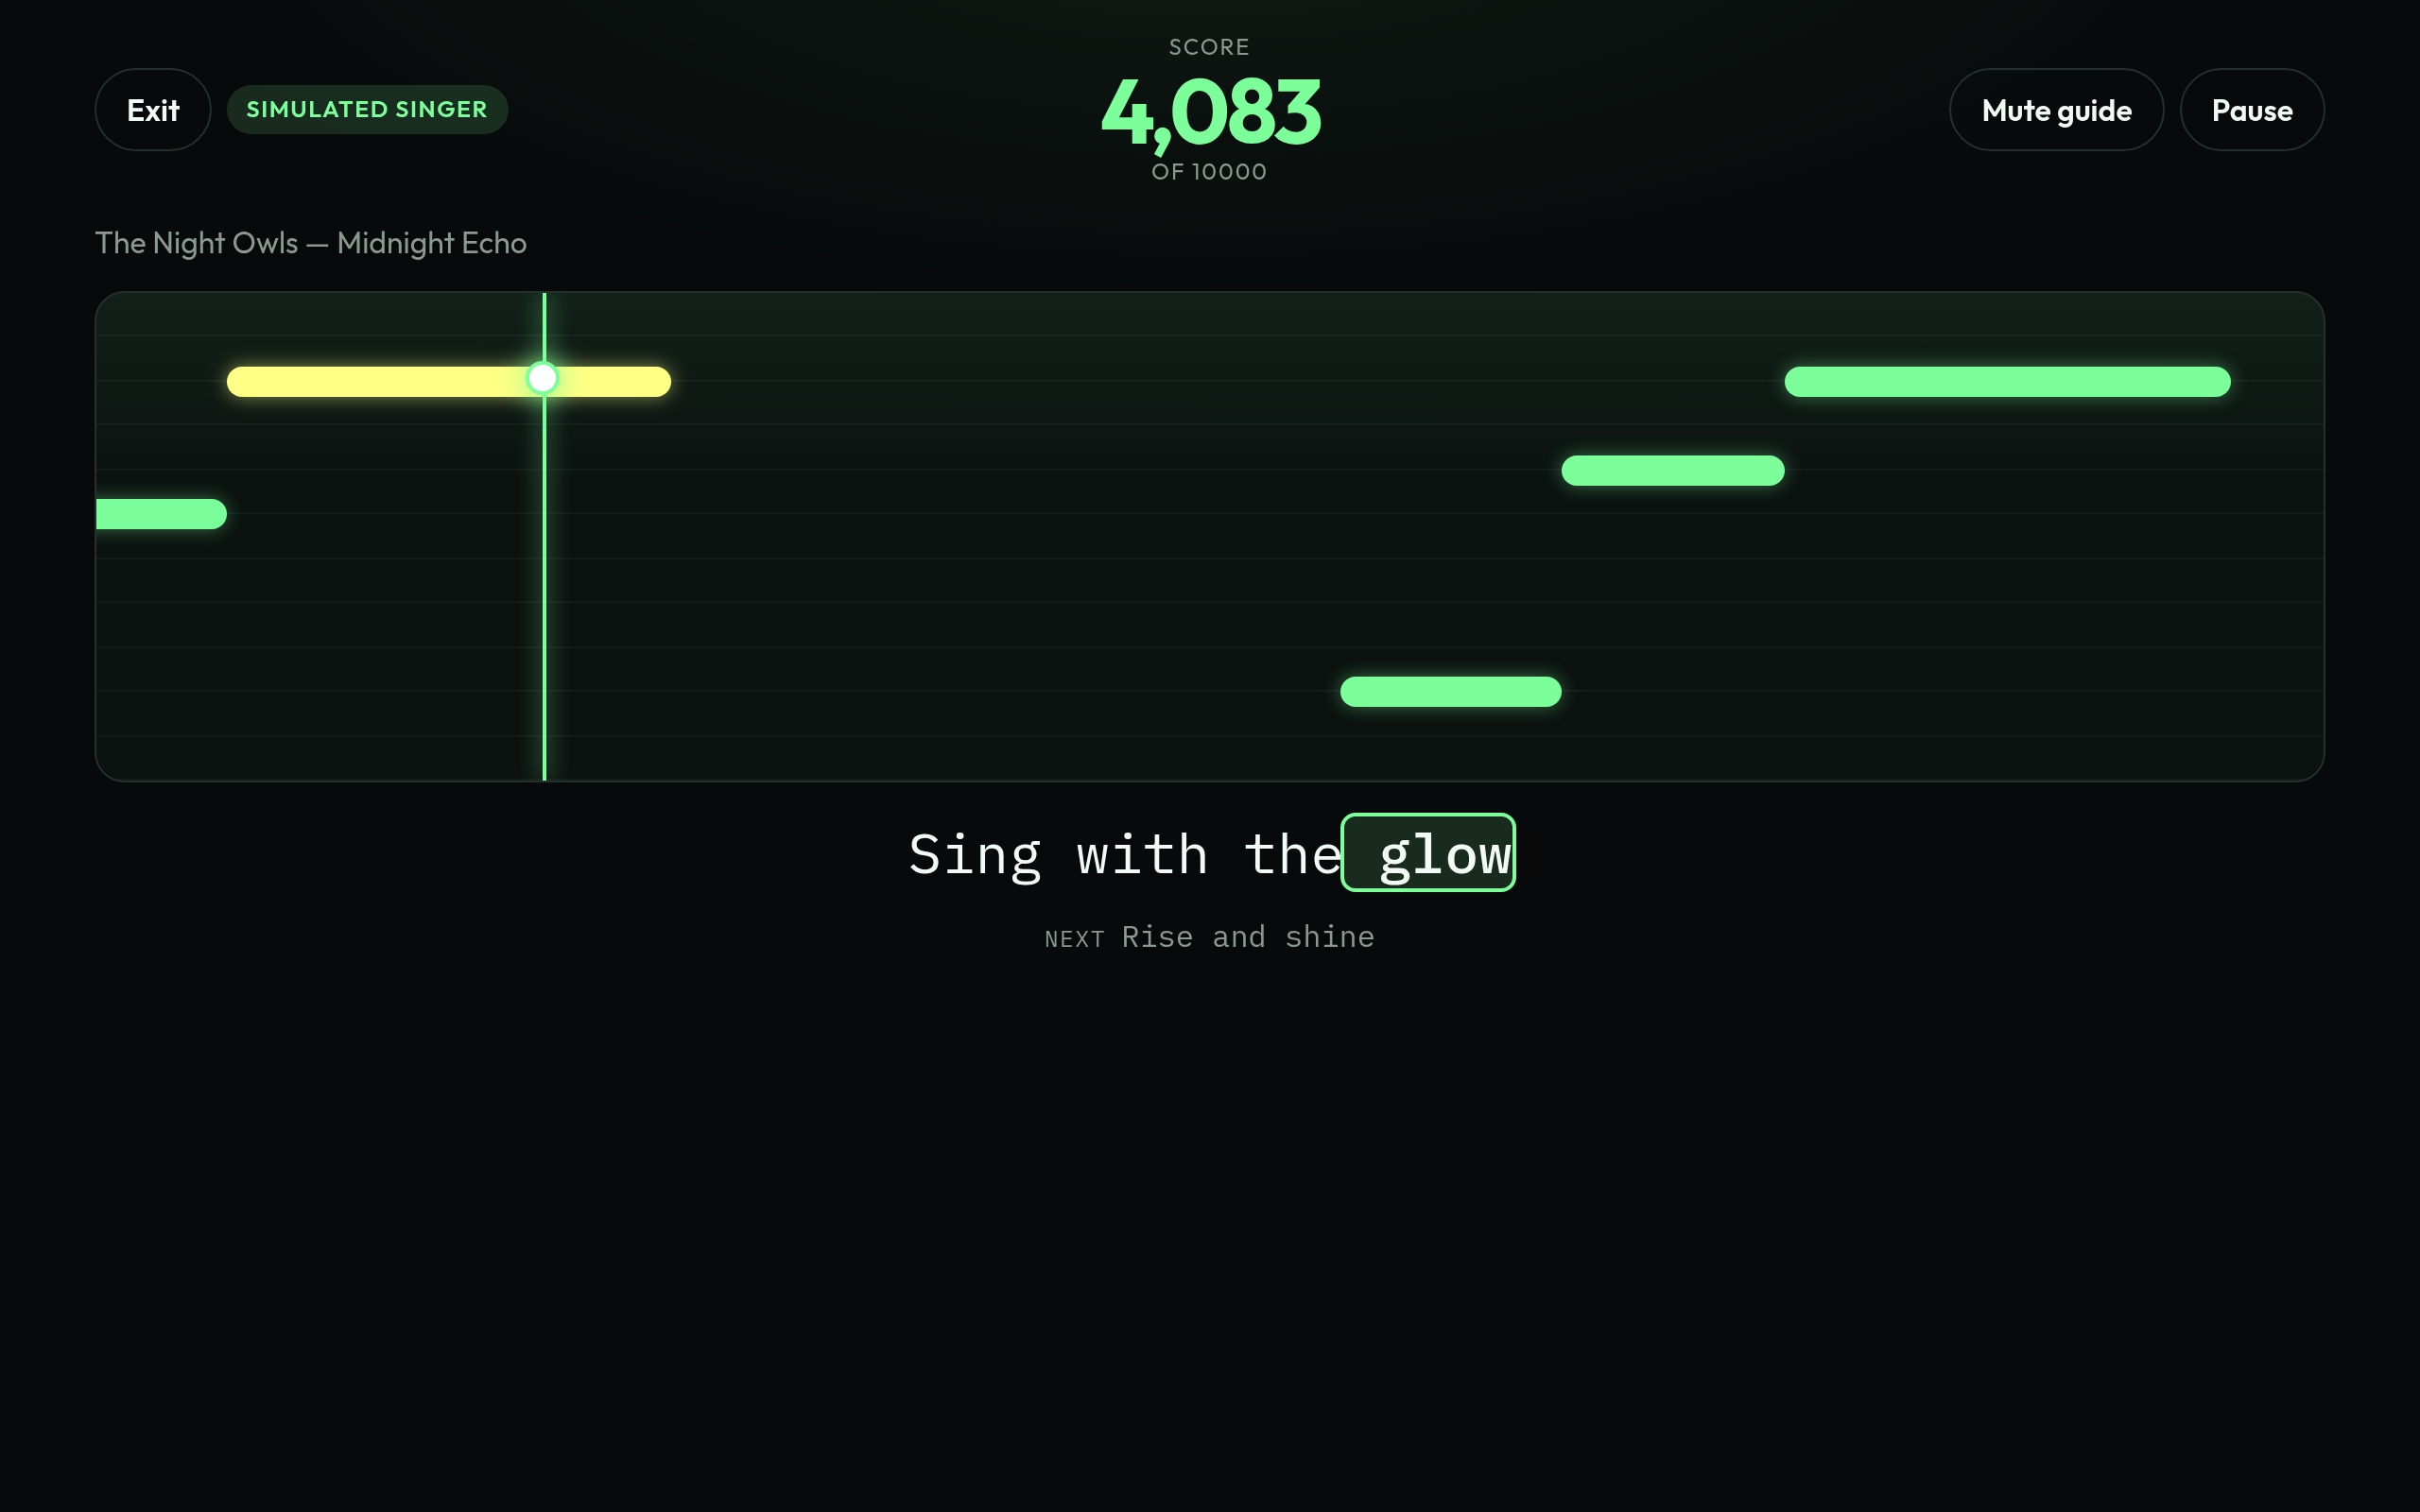 SCORE
Exit SIMULATED SINGER 4,083 Mute guide Pause
OF 10000
The Night Owls — Midnight Echo
Sing with the glow
NEXT Rise and shine